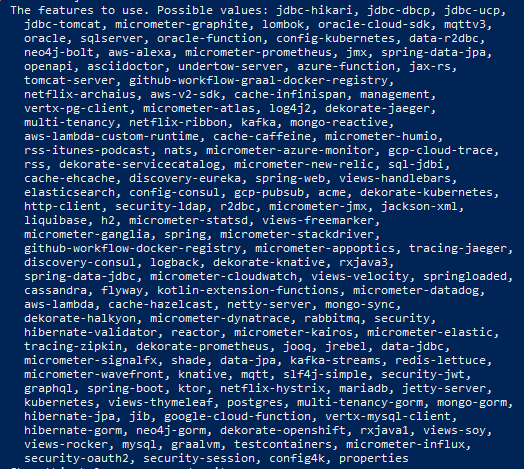 The features to use. Possible values: jdbc-hikari, jdbc-dbcp, jdbc-ucp,
jdbc-tomcat, micrometer-graphite, lombok, oracle-cloud-sdk, mqttv3,
oracle, sqlserver, oracle-function, config-kubernetes, data-r2dbc,
neo4j-bolt, aws-alexa, micrometer-prometheus, jmx, spring-data-jpa,
openapi, asciidoctor, undertow-server, azure-function, jax-rs,
tomcat-server, github-workflow-graal-docker-registry,
netflix-archaius, aws-v2-sdk, cache-infinispan, management,
vertx-pg-client, micrometer-atlas, log4j2, dekorate-jaeger,
multi-tenancy, netflix-ribbon, kafka, mongo-reactive,
aws-lambda-custom-runtime, cache-caffeine, micrometer-humio,
rss-itunes-podcast, nats, micrometer-azure-monitor, gcp-cloud-trace,
rss, dekorate-servicecatalog, micrometer-new-relic, sql-jdbi,
cache-ehcache, discovery-eureka, spring-web, views-handlebars,
elasticsearch, config-consul, gcp-pubsub, acme, dekorate-kubernetes,
http-client, security-ldap, r2dbc, micrometer-jmx, jackson-xml,
liquibase, h2, micrometer-statsd, views-freemarker,
micrometer-ganglia, spring, micrometer-stackdriver,
github-workflow-docker-registry, micrometer-appoptics, tracing-jaeger,
discovery-consul, logback, dekorate-knative, rxjava3,
spring-data-jdbc, micrometer-cloudwatch, views-velocity, springloaded,
cassandra, flyway, kotlin-extension-functions, micrometer-datadog,
aws-lambda, cache-hazelcast, netty-server, mongo-sync,
dekorate-halkyon, micrometer-dynatrace, rabbitmq, security,
hibernate-validator, reactor, micrometer-kairos, micrometer-elastic,
tracing-zipkin, dekorate-prometheus, jooq, jrebel, data-jdbc,
micrometer-signalfx, shade, data-jpa, kafka-streams, redis-lettuce,
micrometer-wavefront, knative, mqtt, slf4j-simple, security-jwt,
graphql, spring-boot, ktor, netflix-hystrix, mariadb, jetty-server,
kubernetes, views-thymeleaf, postgres, multi-tenancy-gorm, mongo-gorm,
hibernate-jpa, jib, google-cloud-function, vertx-mysql-client,
hibernate-gorm, neo4j-gorm, dekorate-openshift, rxjava1, views-soy,
views-rocker, mysql, graalvm, testcontainers, micrometer-influx,
security-oauth2, security-session, config4k, properties